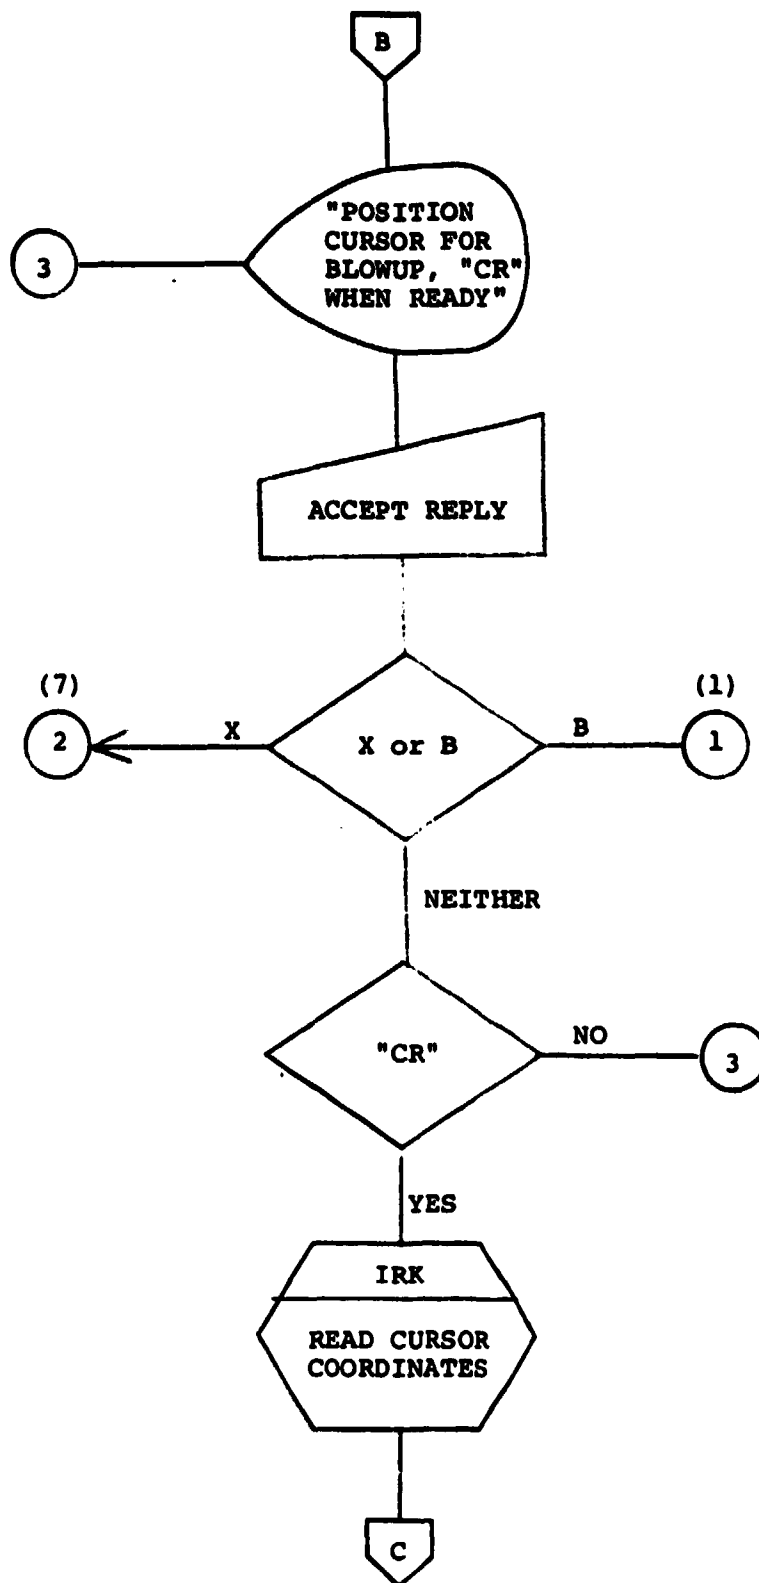 B
"POSITION
CURSOR FOR
BLOWUP, "CR"
WHEN READY"
3
ACCEPT REPLY
(7)
2
X
X or B
B
(1)
1
NEITHER
"CR"
NO
3
YES
IRK
READ CURSOR
COORDINATES
C